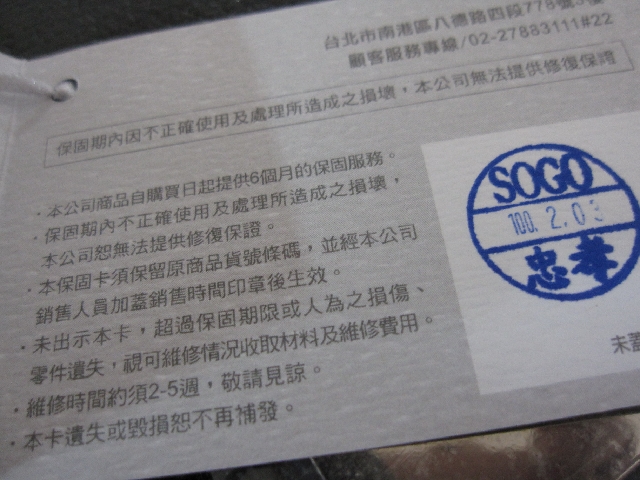 台北市南港區八德路四段778號3樓
顧客服務專線/02-27883111#22
保固期內因不正確使用及處理所造成之損壞，本公司無法提供修復保證
·本公司商品自購買日起提供6個月的保固服務。
·保固期內不正確使用及處理所造成之損壞，
本公司恕無法提供修復保證。
·本保固卡須保留原商品貨號條碼，並經本公司
銷售人員加蓋銷售時間印章後生效。
·未出示本卡，超過保固期限或人為之損傷、
零件遺失，視可維修情況收取材料及維修費用。
·維修時間約須2-5週，敬請見諒。
·本卡遺失或毀損恕不再補發。
SOGO
100. 2. 03
忠孝
未蓋